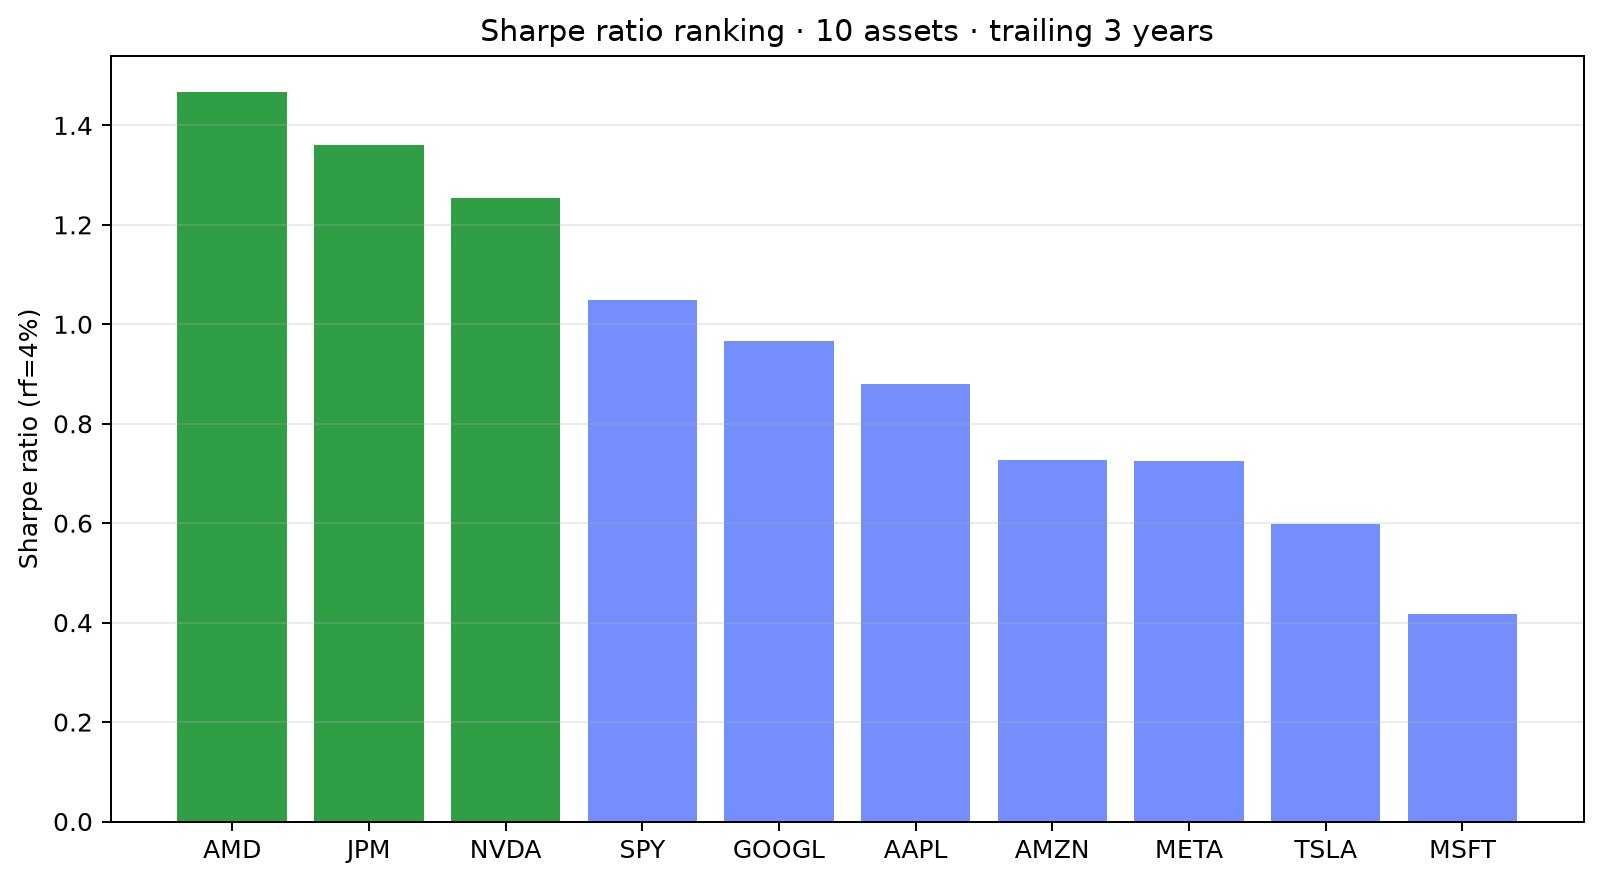 Sharpe ratio ranking · 10 assets · trailing 3 years
Sharpe ratio (rf=4%)
1.4
1.2
1.0
0.8
0.6
0.4
0.2
0.0
AMD JPM NVDA SPY GOOGL AAPL AMZN META TSLA MSFT